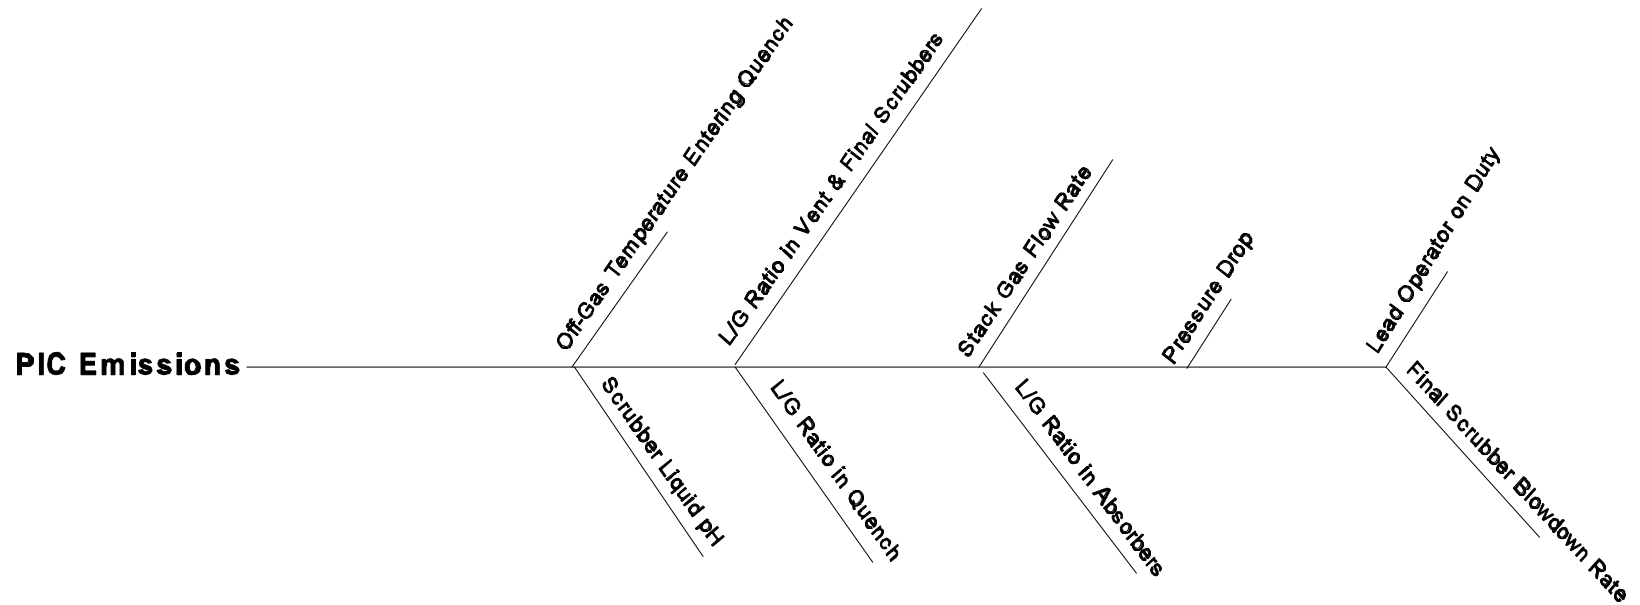 Off-Gas Temperature Entering Quench
L/G Ratio in Vent & Final Scrubbers
Stack Gas Flow Rate
Pressure Drop
Lead Operator on Duty
PIC Emissions
Scrubber Liquid pH
L/G Ratio in Quench
L/G Ratio in Absorbers
Final Scrubber Blowdown Rate